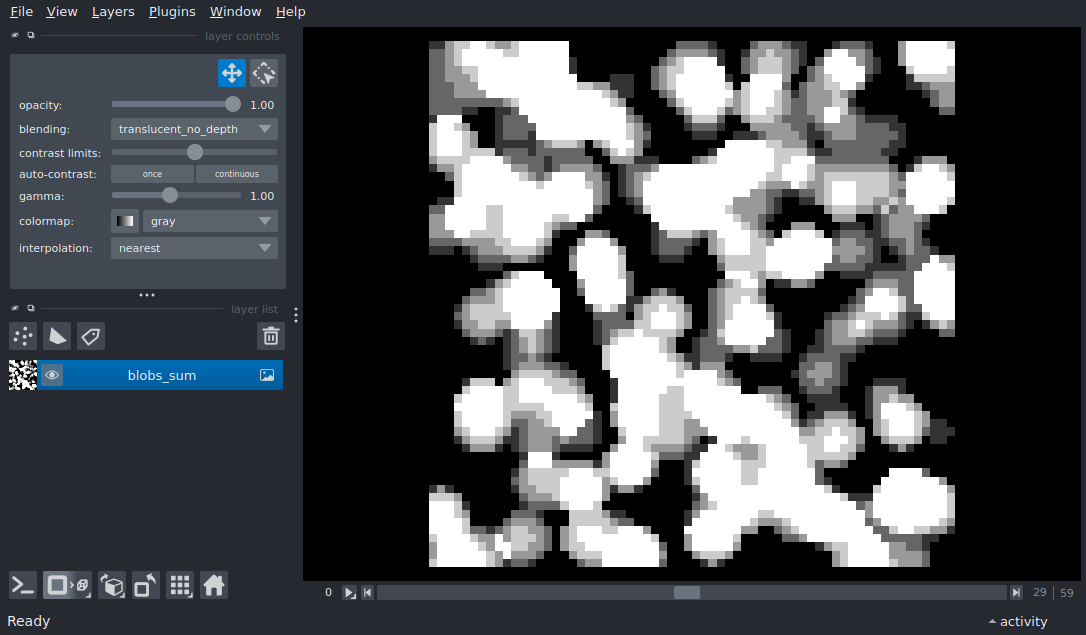 File View Layers Plugins Window Help
layer controls
opacity: 1.00
blending: translucent_no_depth
contrast limits:
auto-contrast: once continuous
gamma: 1.00
colormap: gray
interpolation: nearest
layer list
blobs_sum
0 29 59
Ready activity